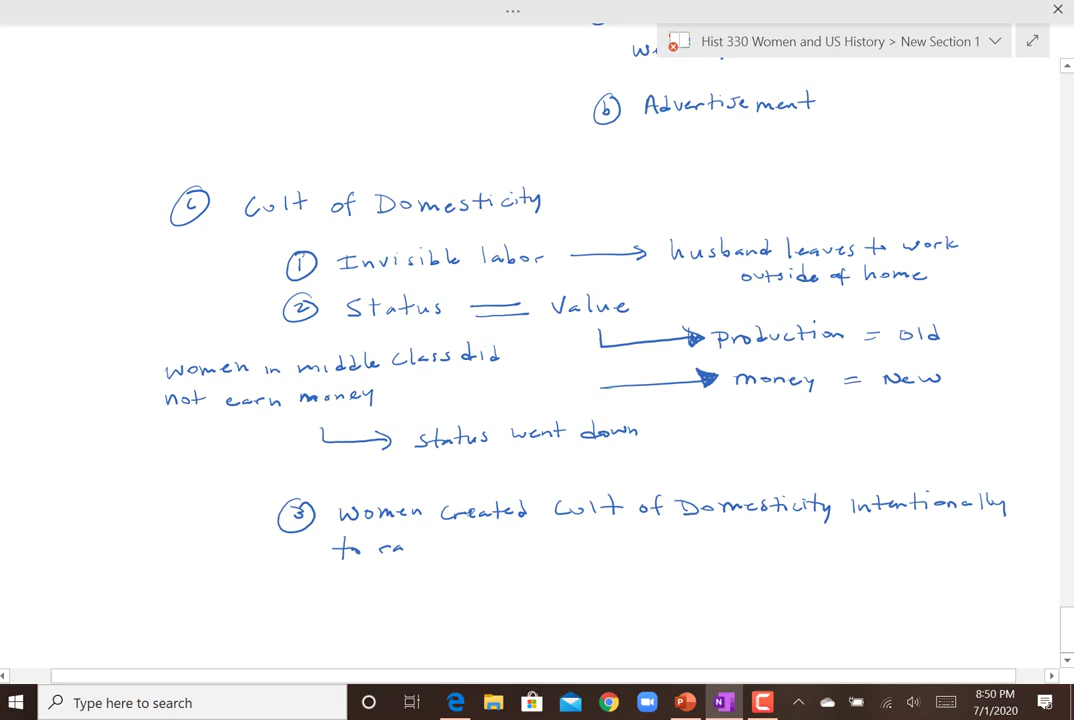 ...
Hist 330 Women and US History > New Section 1
b Advertisement
Cult of Domesticity
1 Invisible labor husband leaves to work
outside of home
2 Status = Value
production = old
women in middle class did
not earn money
money = New
status went down
3 women created Cult of Domesticity Intentionally
to ra
Type here to search
8:50 PM
7/1/2020